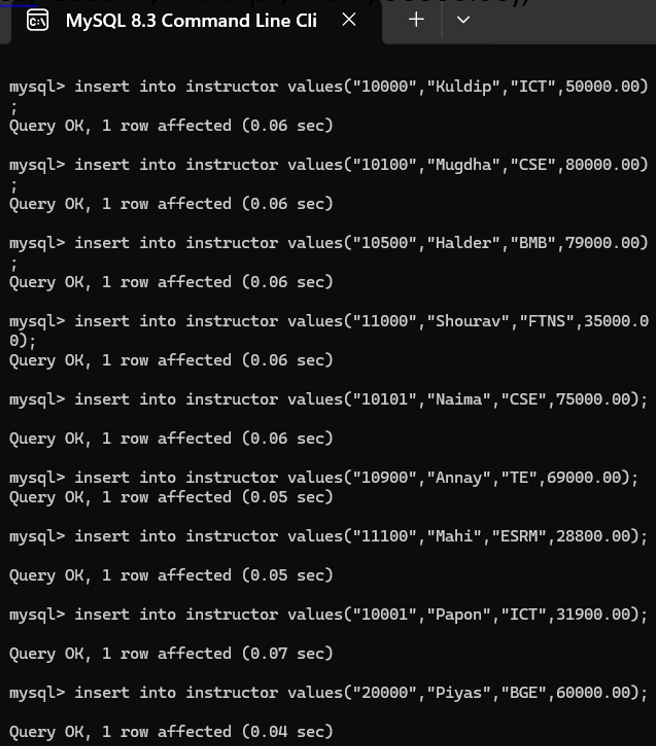 MySQL 8.3 Command Line Cli
mysql> insert into instructor values("10000","Kuldip","ICT",50000.00)
;
Query OK, 1 row affected (0.06 sec)
mysql> insert into instructor values("10100","Mugdha","CSE",80000.00)
;
Query OK, 1 row affected (0.06 sec)
mysql> insert into instructor values("10500","Halder","BMB",79000.00)
;
Query OK, 1 row affected (0.06 sec)
mysql> insert into instructor values("11000","Shourav","FTNS",35000.0
0);
Query OK, 1 row affected (0.06 sec)
mysql> insert into instructor values("10101","Naima","CSE",75000.00);
Query OK, 1 row affected (0.06 sec)
mysql> insert into instructor values("10900","Annay","TE",69000.00);
Query OK, 1 row affected (0.05 sec)
mysql> insert into instructor values("11100","Mahi","ESRM",28800.00);
Query OK, 1 row affected (0.05 sec)
mysql> insert into instructor values("10001","Papon","ICT",31900.00);
Query OK, 1 row affected (0.07 sec)
mysql> insert into instructor values("20000","Piyas","BGE",60000.00);
Query OK, 1 row affected (0.04 sec)